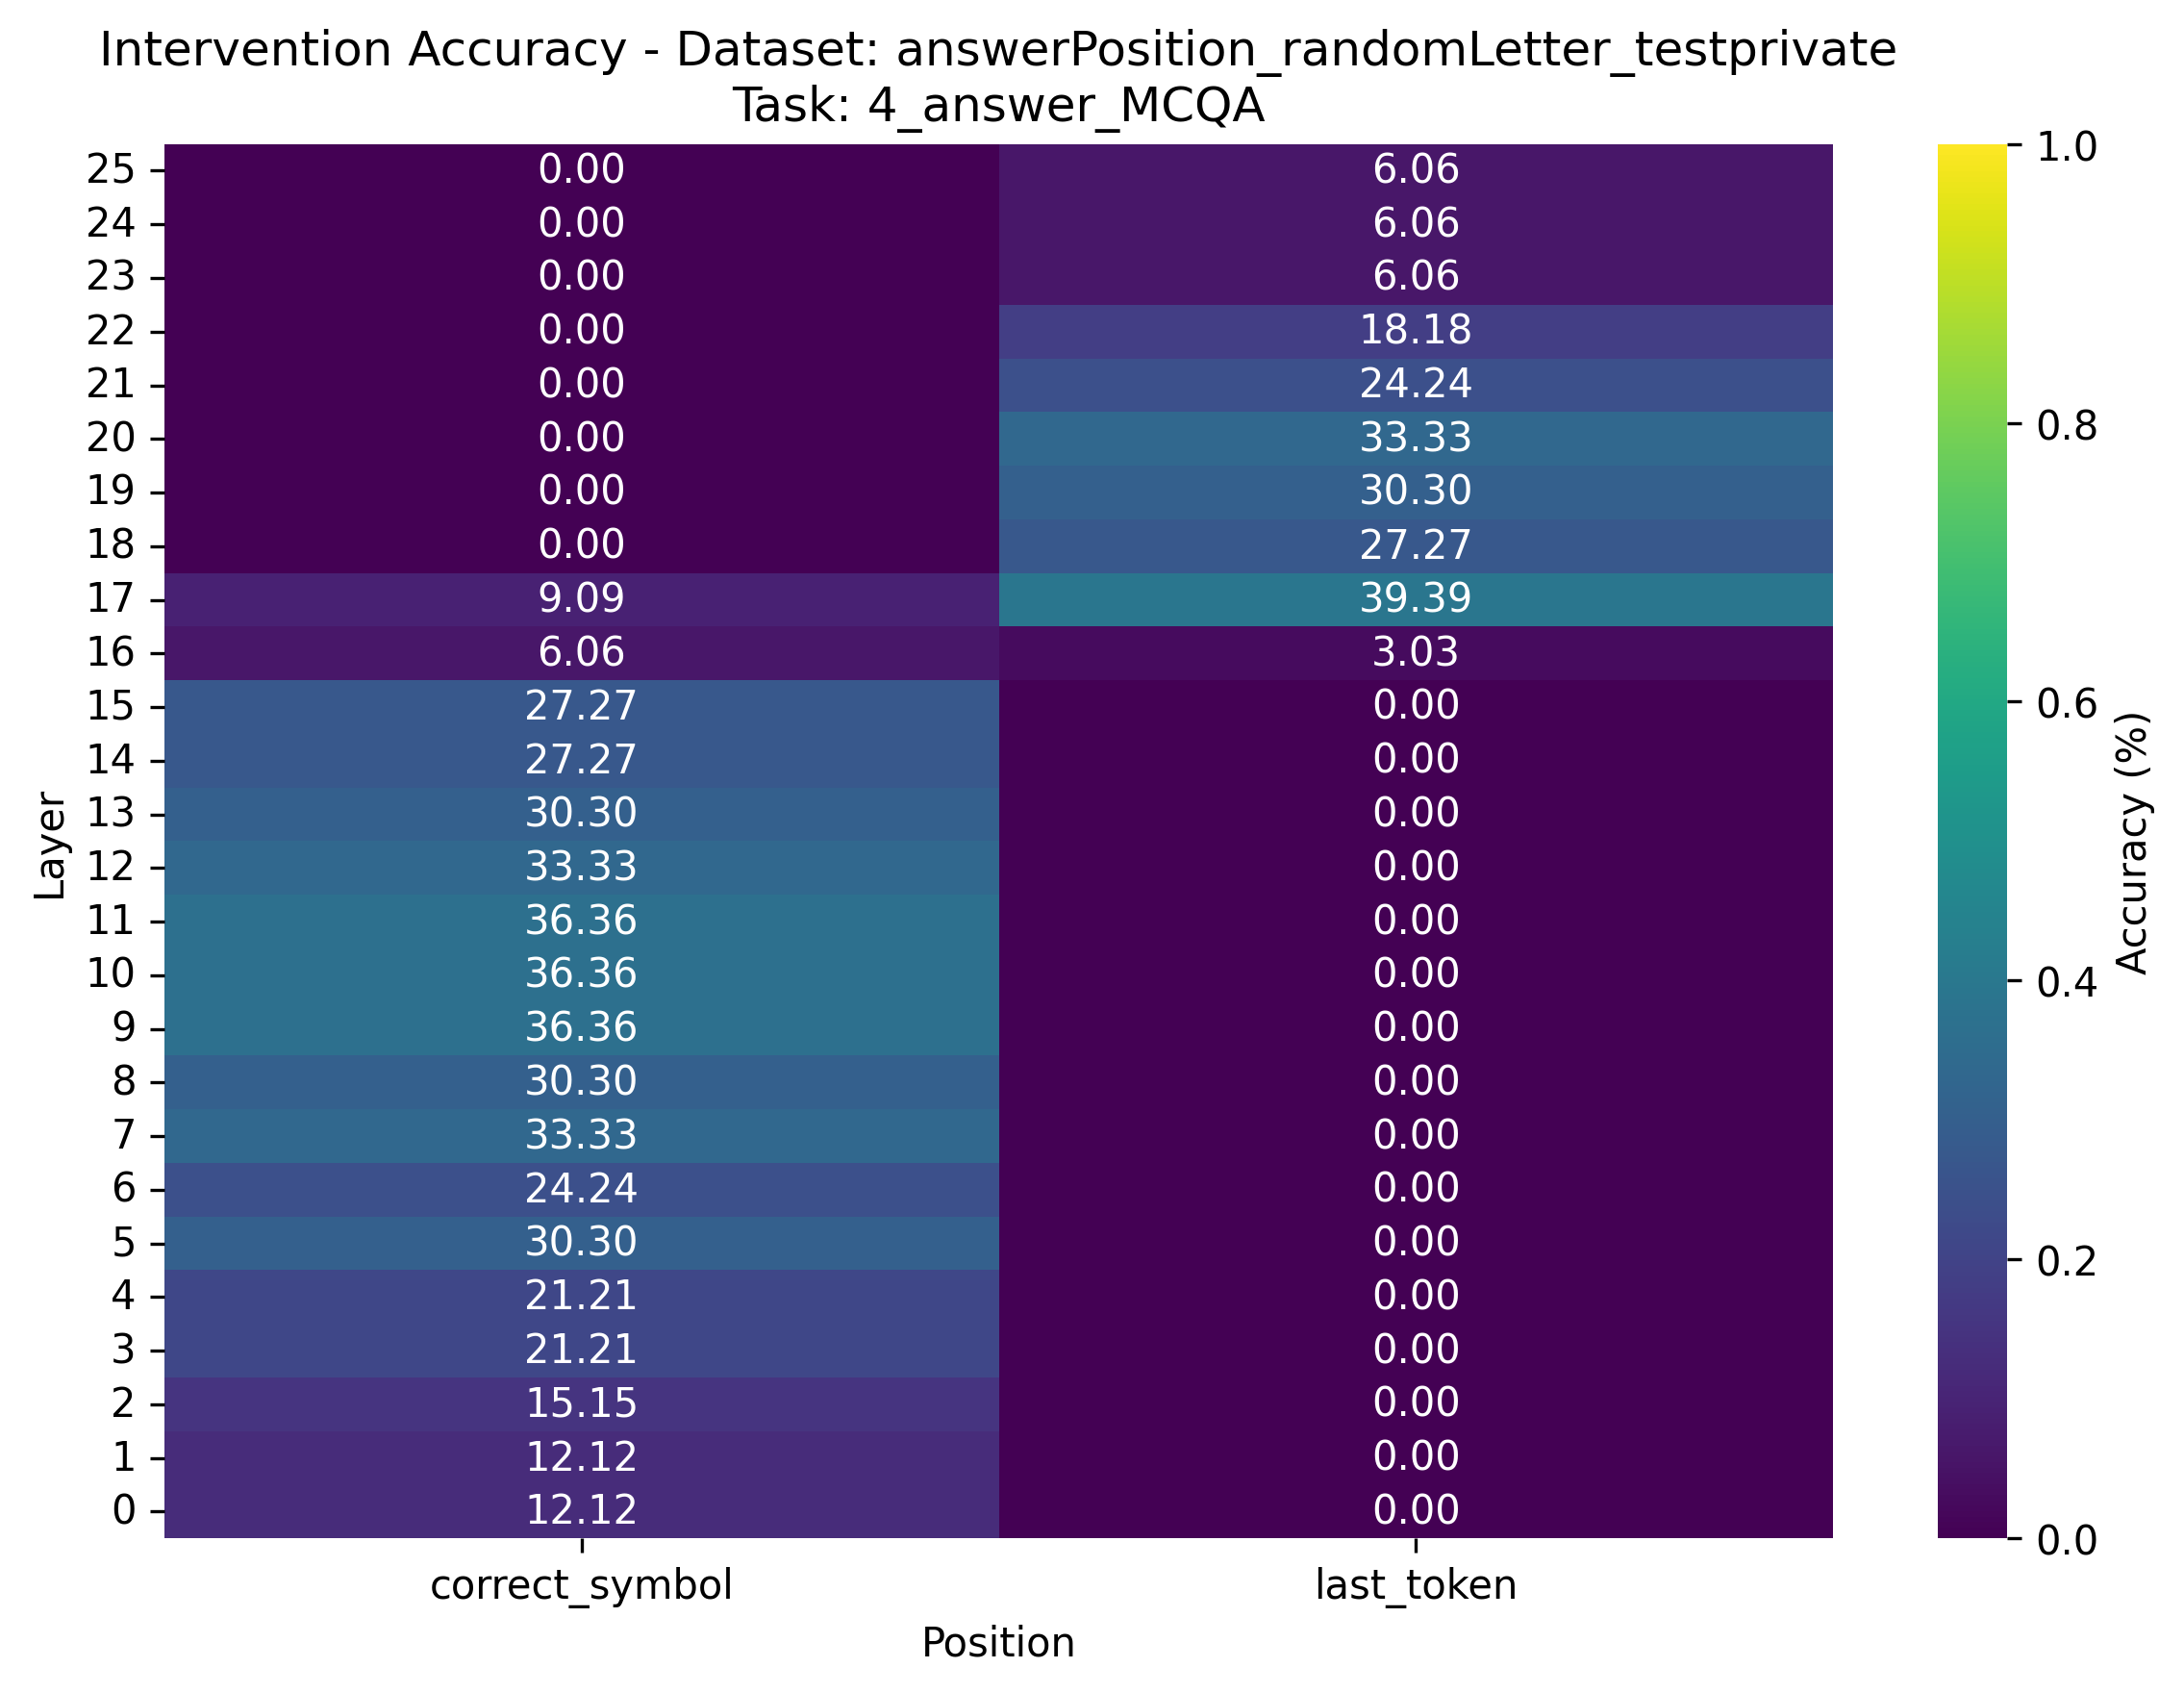 Intervention Accuracy - Dataset: answerPosition_randomLetter_testprivate
Task: 4_answer_MCQA
25 0.00 6.06
24 0.00 6.06
23 0.00 6.06
22 0.00 18.18
21 0.00 24.24
20 0.00 33.33
19 0.00 30.30
18 0.00 27.27
17 9.09 39.39
16 6.06 3.03
15 27.27 0.00
14 27.27 0.00
13 30.30 0.00
12 33.33 0.00
11 36.36 0.00
10 36.36 0.00
9 36.36 0.00
8 30.30 0.00
7 33.33 0.00
6 24.24 0.00
5 30.30 0.00
4 21.21 0.00
3 21.21 0.00
2 15.15 0.00
1 12.12 0.00
0 12.12 0.00
Layer
correct_symbol last_token
Position
1.0
0.8
0.6
0.4
0.2
0.0
Accuracy (%)